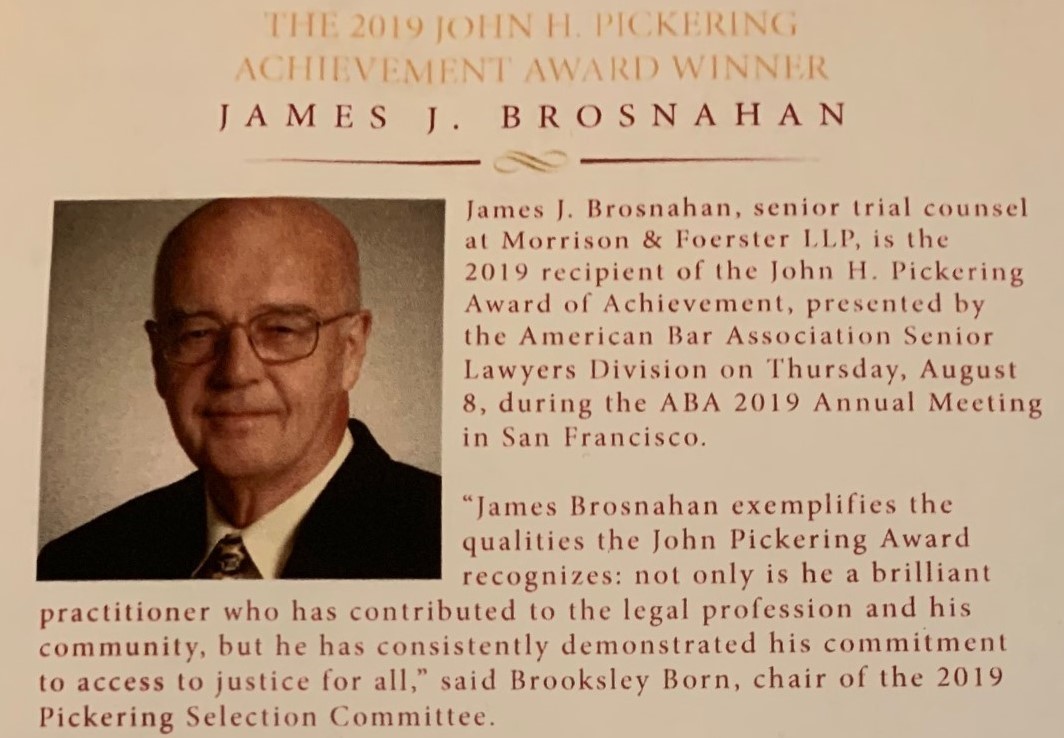 THE 2019 JOHN H. PICKERING
ACHIEVEMENT AWARD WINNER
JAMES J. BROSNAHAN
James J. Brosnahan, senior trial counsel
at Morrison & Foerster LLP, is the
2019 recipient of the John H. Pickering
Award of Achievement, presented by
the American Bar Association Senior
Lawyers Division on Thursday, August
8, during the ABA 2019 Annual Meeting
in San Francisco.
“James Brosnahan exemplifies the
qualities the John Pickering Award
recognizes: not only is he a brilliant
practitioner who has contributed to the legal profession and his
community, but he has consistently demonstrated his commitment
to access to justice for all,” said Brooksley Born, chair of the 2019
Pickering Selection Committee.